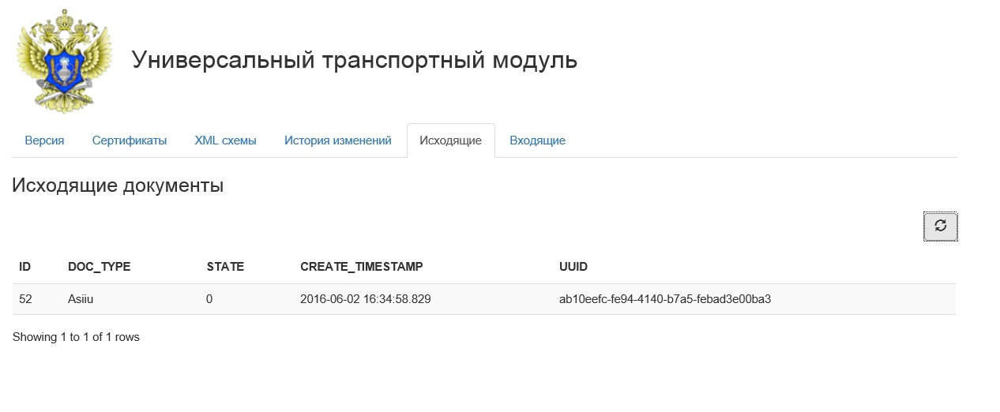 Универсальный транспортный модуль
Версия Сертификаты XML схемы История изменений Исходящие Входящие
Исходящие документы
ID DOC_TYPE STATE CREATE_TIMESTAMP UUID
52 Asiiu 0 2016-06-02 16:34:58.829 ab10eefc-fe94-4140-b7a5-febad3e00ba3
Showing 1 to 1 of 1 rows